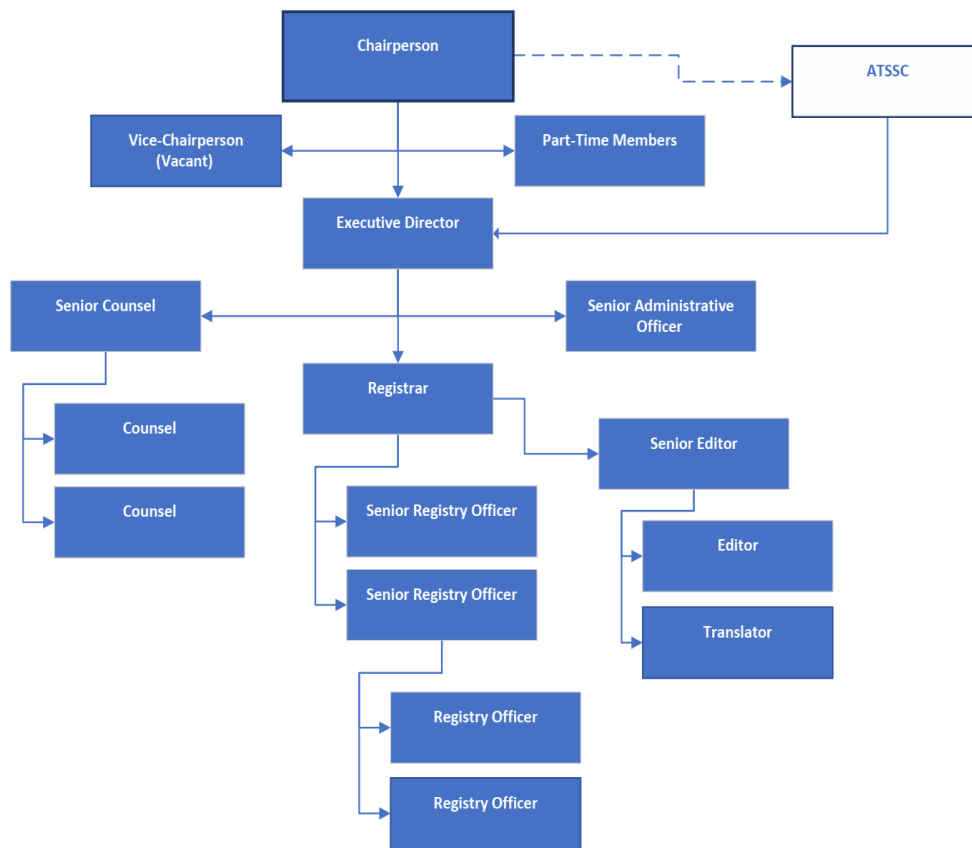 Chairperson
ATSSC
Vice-Chairperson
(Vacant)
Part-Time Members
Executive Director
Senior Counsel
Senior Administrative
Officer
Registrar
Counsel
Senior Editor
Counsel
Senior Registry Officer
Editor
Senior Registry Officer
Translator
Registry Officer
Registry Officer